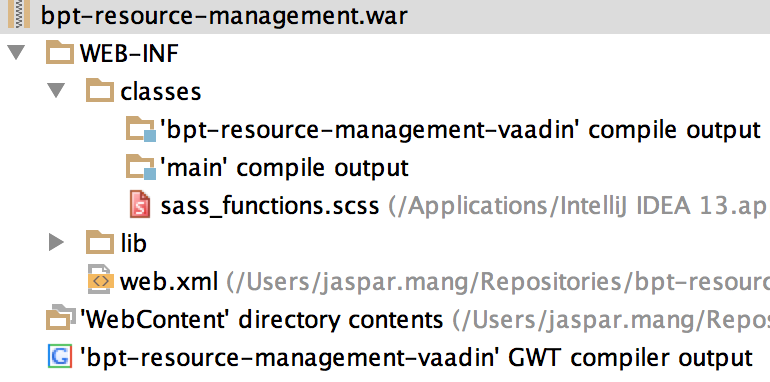 bpt-resource-management.war
WEB-INF
classes
'bpt-resource-management-vaadin' compile output
'main' compile output
sass_functions.scss (/Applications/IntelliJ IDEA 13.ap
lib
web.xml (/Users/jaspar.mang/Repositories/bpt-resourc
'WebContent' directory contents (/Users/jaspar.mang/Repos
'bpt-resource-management-vaadin' GWT compiler output